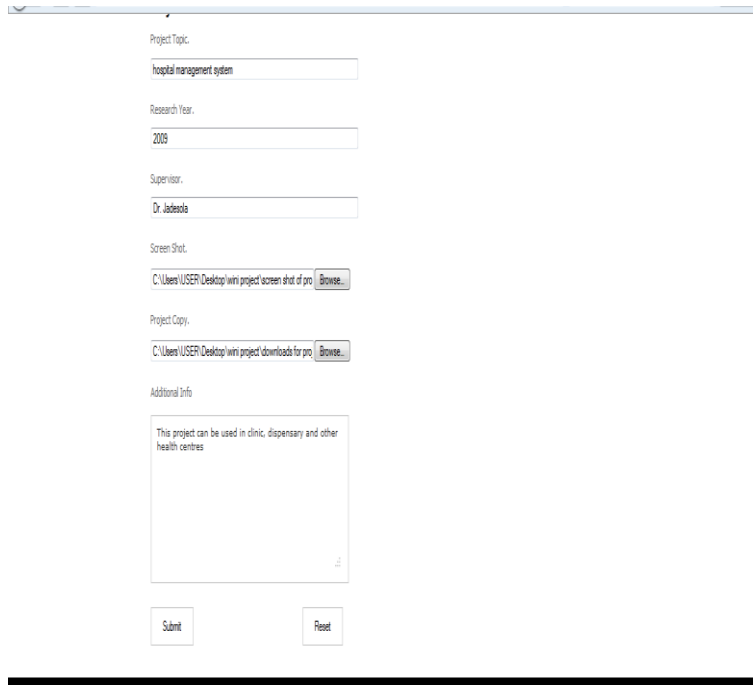 Project Topic.
hospital management system
Research Year.
2009
Supervisor.
Dr. Jadesola
Screen Shot.
C:\Users\USER\Desktop\wini project\screen shot of pro Browse...
Project Copy.
C:\Users\USER\Desktop\wini project\downloads for proj Browse...
Additional Info
This project can be used in clinic, dispensary and other
health centres
Submit Reset